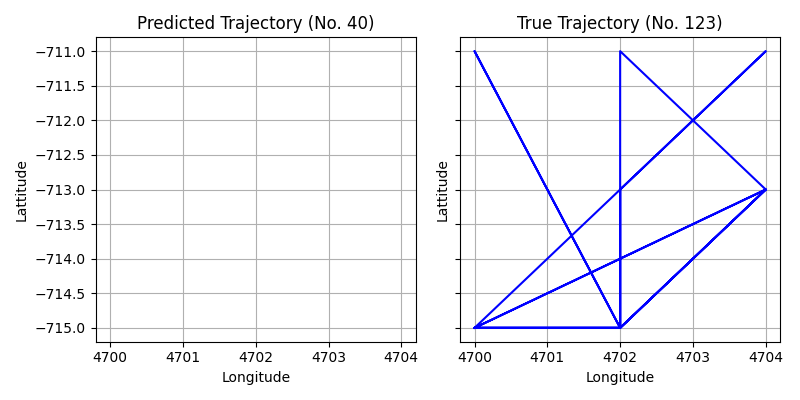 Predicted Trajectory (No. 40)
True Trajectory (No. 123)
−711.0
−711.5
−712.0
−712.5
−713.0
−713.5
−714.0
−714.5
−715.0
Lattitude
Lattitude
4700 4701 4702 4703 4704
4700 4701 4702 4703 4704
Longitude
Longitude